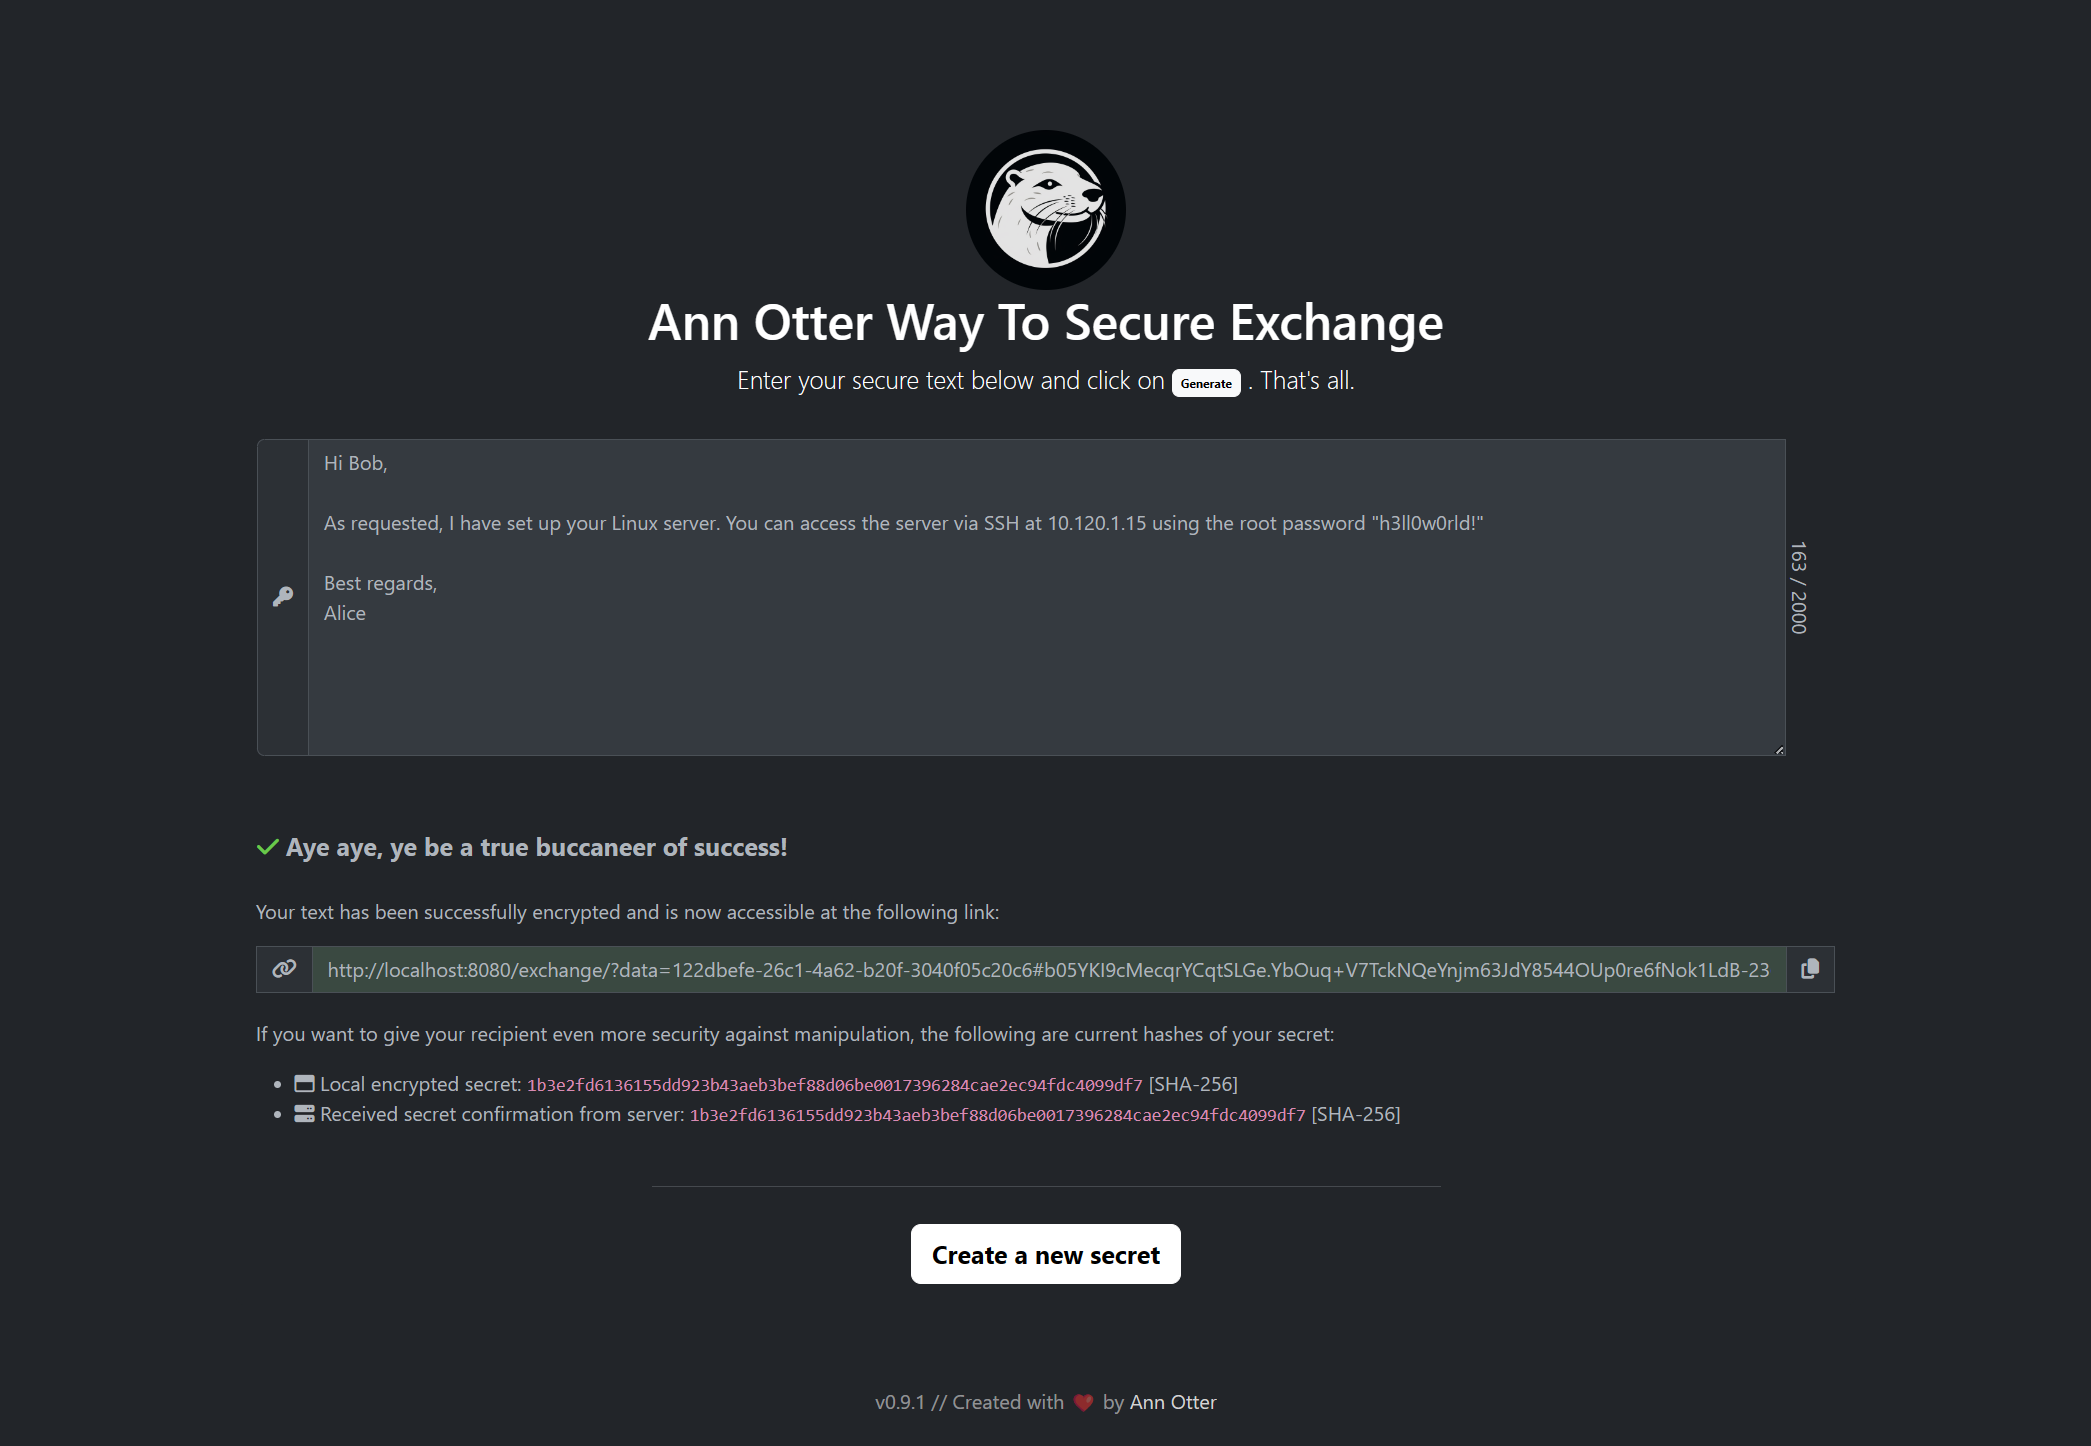 Ann Otter Way To Secure Exchange
Enter your secure text below and click on Generate . That's all.
Hi Bob,
As requested, I have set up your Linux server. You can access the server via SSH at 10.120.1.15 using the root password "h3ll0w0rld!"
Best regards,
Alice
163 / 2000
Aye aye, ye be a true buccaneer of success!
Your text has been successfully encrypted and is now accessible at the following link:
http://localhost:8080/exchange/?data=122dbefe-26c1-4a62-b20f-3040f05c20c6#b05YKI9cMecqrYCqtSLGe.YbOuq+V7TckNQeYnjm63JdY8544OUp0re6fNok1LdB-23
If you want to give your recipient even more security against manipulation, the following are current hashes of your secret:
Local encrypted secret: 1b3e2fd6136155dd923b43aeb3bef88d06be0017396284cae2ec94fdc4099df7 [SHA-256]
Received secret confirmation from server: 1b3e2fd6136155dd923b43aeb3bef88d06be0017396284cae2ec94fdc4099df7 [SHA-256]
Create a new secret
v0.9.1 // Created with ❤ by Ann Otter